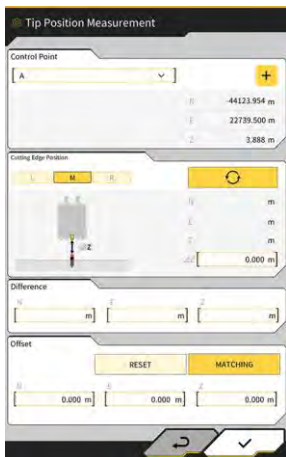 Tip Position Measurement
Control Point
[ A ]
+
N -44123.954 m
E 22739.500 m
Z 3.888 m
Cutting Edge Position
L M R
N m
E m
Z m
⊿Z
⊿Z [ 0.000 m]
Difference
N E Z
[ m] [ m] [ m]
Offset
RESET MATCHING
N E Z
[ 0.000 m] [ 0.000 m] [ 0.000 m]